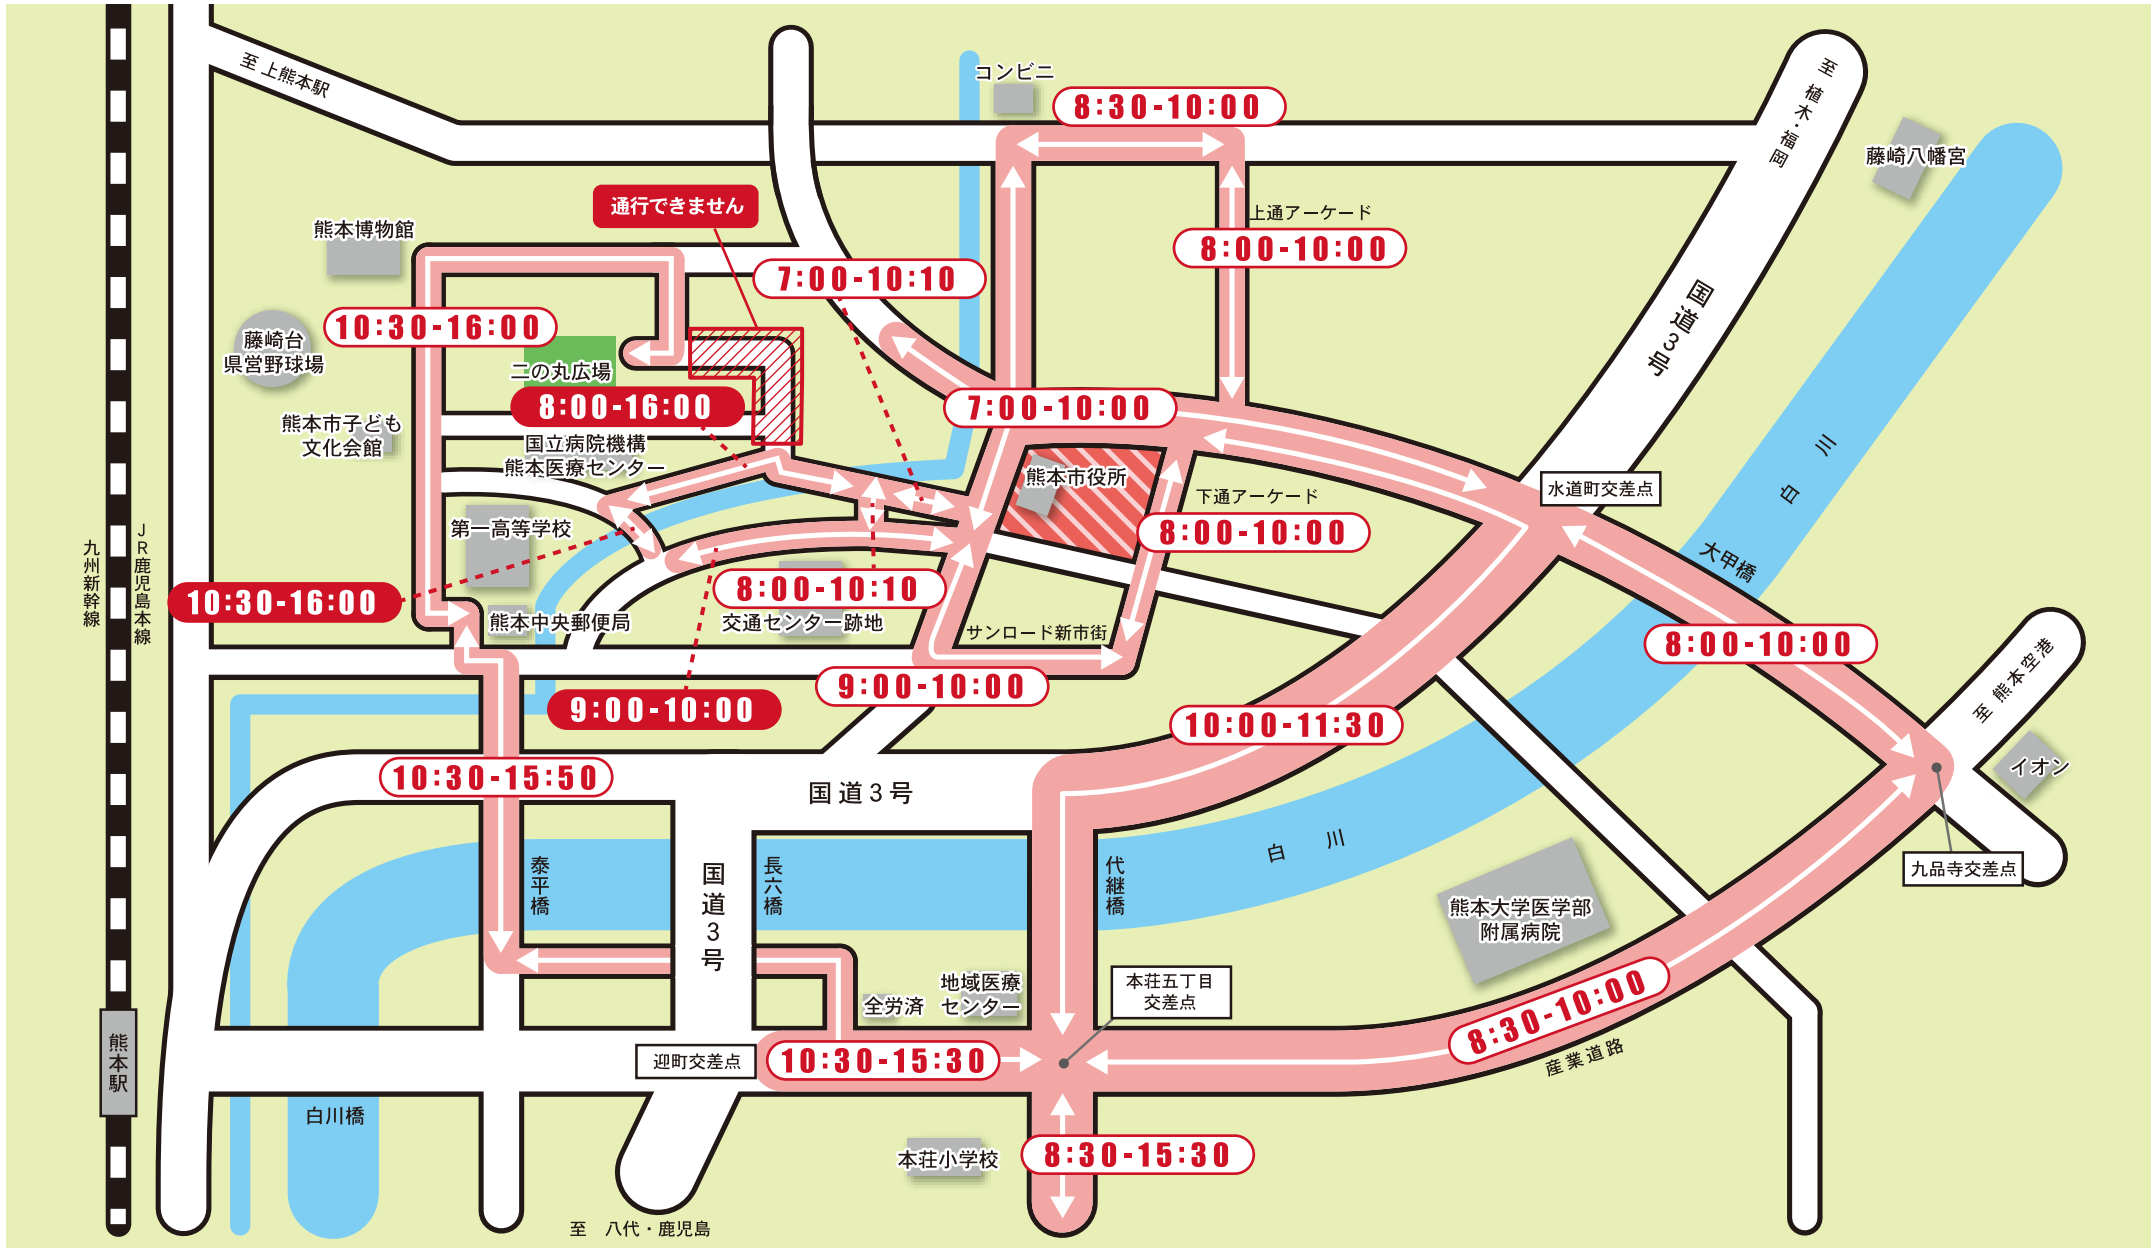 至 上熊本駅
コンビニ
8:30-10:00
至 植木・福岡
藤崎八幡宮
通行できません
熊本博物館
上通アーケード
8:00-10:00
7:00-10:10
10:30-16:00
藤崎台
県営野球場
国道3号
二の丸広場
8:00-16:00
7:00-10:00
熊本市子ども
文化会館
国立病院機構
熊本医療センター
熊本市役所
水道町交差点
三
白
下通アーケード
8:00-10:00
第一高等学校
九州新幹線
JR鹿児島本線
大甲橋
10:30-16:00
8:00-10:10
熊本中央郵便局
交通センター跡地
サンロード新市街
8:00-10:00
至 熊本空港
9:00-10:00
9:00-10:00
10:00-11:30
10:30-15:50
国道3号
イオン
白川
泰平橋
国道3号
長六橋
代継橋
九品寺交差点
熊本大学医学部
附属病院
地域医療
センター
全労済
本荘五丁目
交差点
8:30-10:00
産業道路
熊本駅
迎町交差点
10:30-15:30
白川橋
本荘小学校
8:30-15:30
至 八代・鹿児島